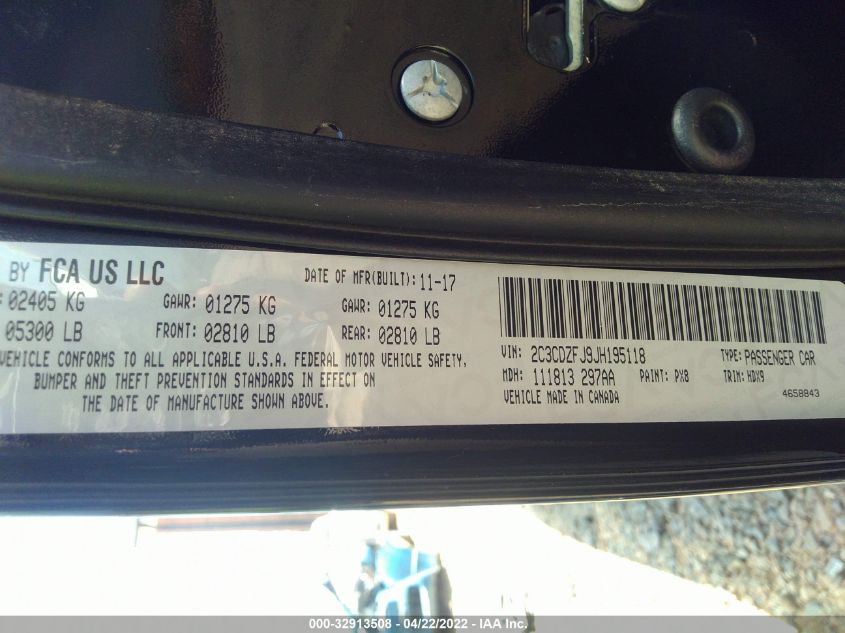 BY FCA US LLC DATE OF MFR(BUILT): 11-17
: 02405 KG GAWR: 01275 KG GAWR: 01275 KG
05300 LB FRONT: 02810 LB REAR: 02810 LB
VEHICLE CONFORMS TO ALL APPLICABLE U.S.A. FEDERAL MOTOR VEHICLE SAFETY,
BUMPER AND THEFT PREVENTION STANDARDS IN EFFECT ON
THE DATE OF MANUFACTURE SHOWN ABOVE.
VIN: 2C3CDZFJ9JH195118 TYPE: PASSENGER CAR
MDH: 111813 297AA PAINT: PX8 TRIM: HDX9
VEHICLE MADE IN CANADA 4658843
000-32913508 - 04/22/2022 - IAA Inc.